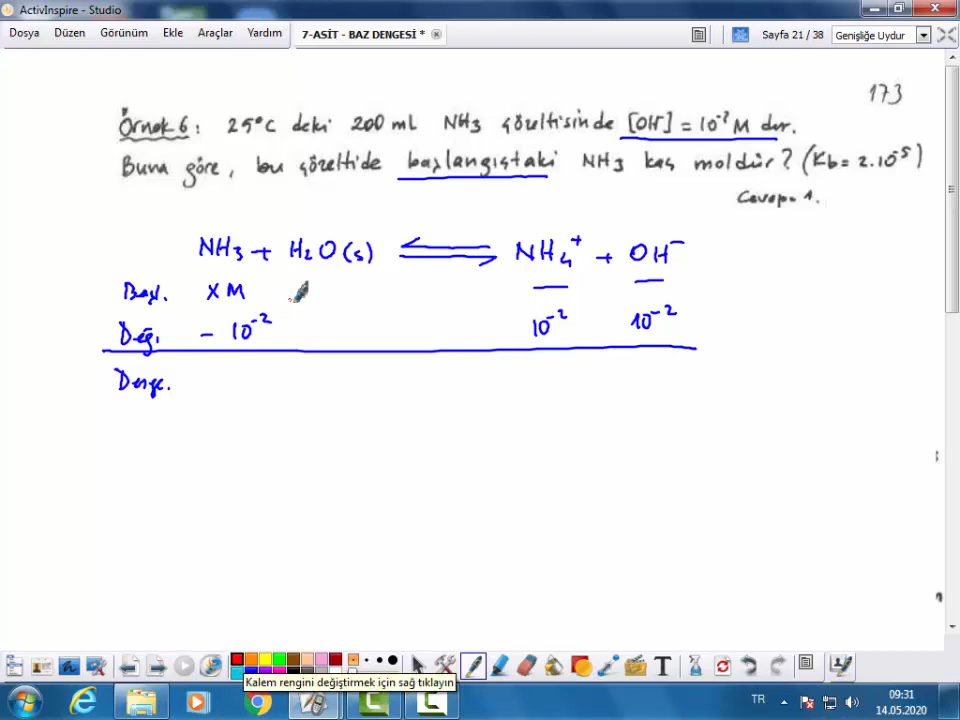 ActivInspire - Studio
Dosya Düzen Görünüm Ekle Araçlar Yardım 7-ASİT - BAZ DENGESİ * Sayfa 21 / 38 Genişliğe Uydur
173
Örnek 6: 25°C deki 200 ml NH3 çözeltisinde [OH⁻] = 10⁻² M dır.
Buna göre, bu çözeltide başlangıçtaki NH3 kaç moldür? (Kb = 2.10⁻⁵)
Cevap= 1.
NH3 + H₂O(s) ⇌ NH₄⁺ + OH⁻
Başl. X M — —
Değş. - 10⁻² 10⁻² 10⁻²
Denge.
Kalem rengini değiştirmek için sağ tıklayın
TR 09:31
14.05.2020